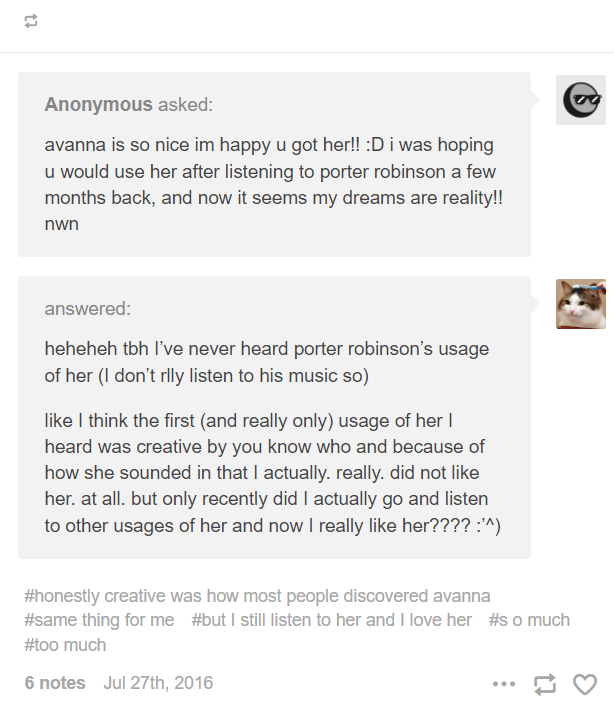 Anonymous asked:
avanna is so nice im happy u got her!! :D i was hoping
u would use her after listening to porter robinson a few
months back, and now it seems my dreams are reality!!
nwn
answered:
heheheh tbh I’ve never heard porter robinson’s usage
of her (I don’t rlly listen to his music so)
like I think the first (and really only) usage of her I
heard was creative by you know who and because of
how she sounded in that I actually. really. did not like
her. at all. but only recently did I actually go and listen
to other usages of her and now I really like her???? :’^)
#honestly creative was how most people discovered avanna
#same thing for me #but I still listen to her and I love her #s o much
#too much
6 notes Jul 27th, 2016